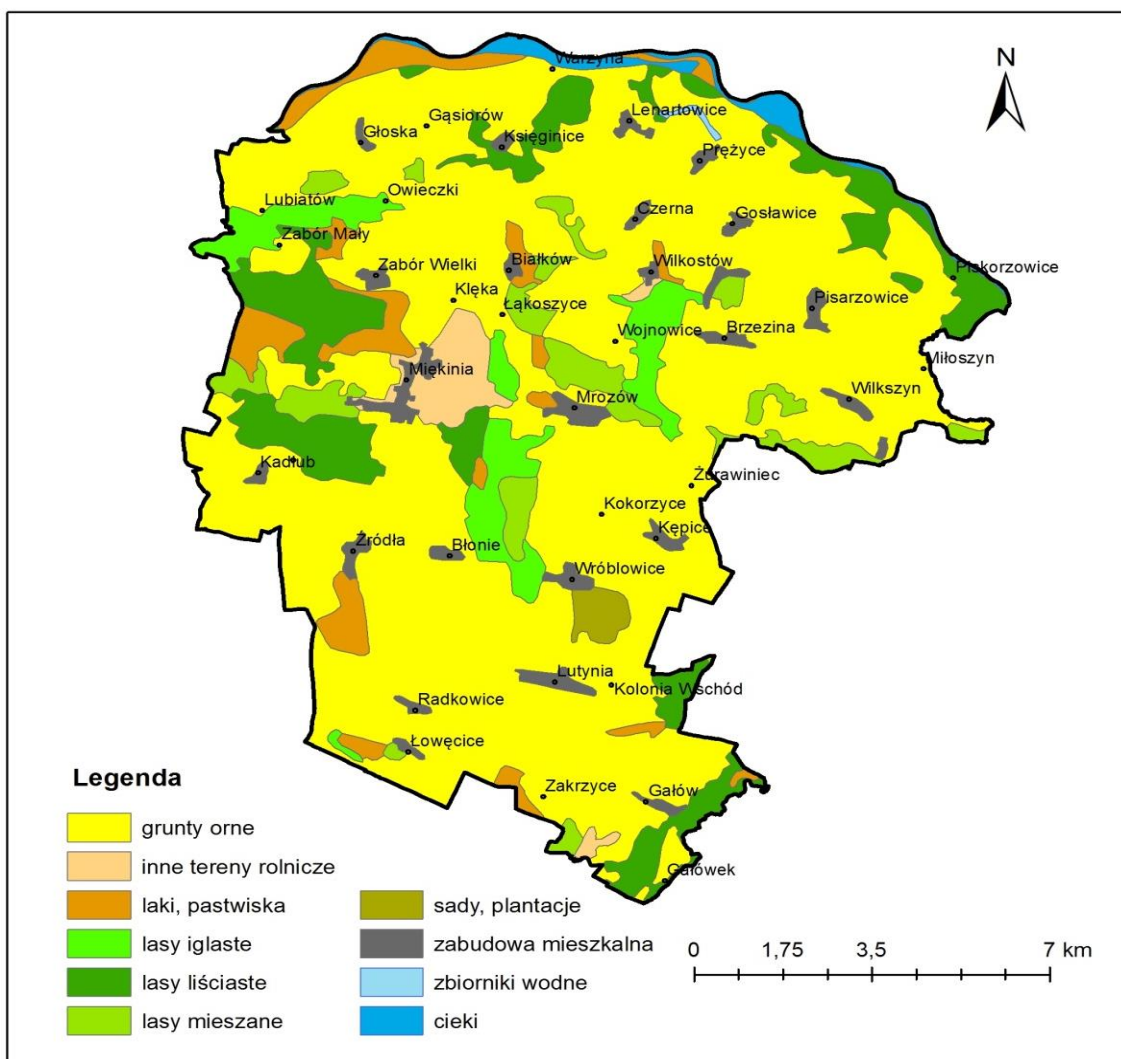 N
Warzyna
Lenartowice
Gąsiorów
Głoska
Księginice
Prężyce
Owieczki
Lubiatów
Czerna
Gosławice
Zabór Mały
Zabór Wielki
Białków
Wilkostów
Piskorzowice
Klęka
Łąkoszyce
Pisarzowice
Wojnowice
Brzezina
Miłoszyn
Miękinia
Wilkszyn
Mrozów
Kadłub
Żurawiniec
Kokorzyce
Kępice
Źródła
Błonie
Wróblowice
Lutynia
Kolonia Wschód
Radkowice
Łowęcice
Zakrzyce
Gałów
Gałówek
Legenda
grunty orne
inne tereny rolnicze
laki, pastwiska
lasy iglaste
lasy liściaste
lasy mieszane
sady, plantacje
zabudowa mieszkalna
zbiorniki wodne
cieki
0 1,75 3,5 7 km